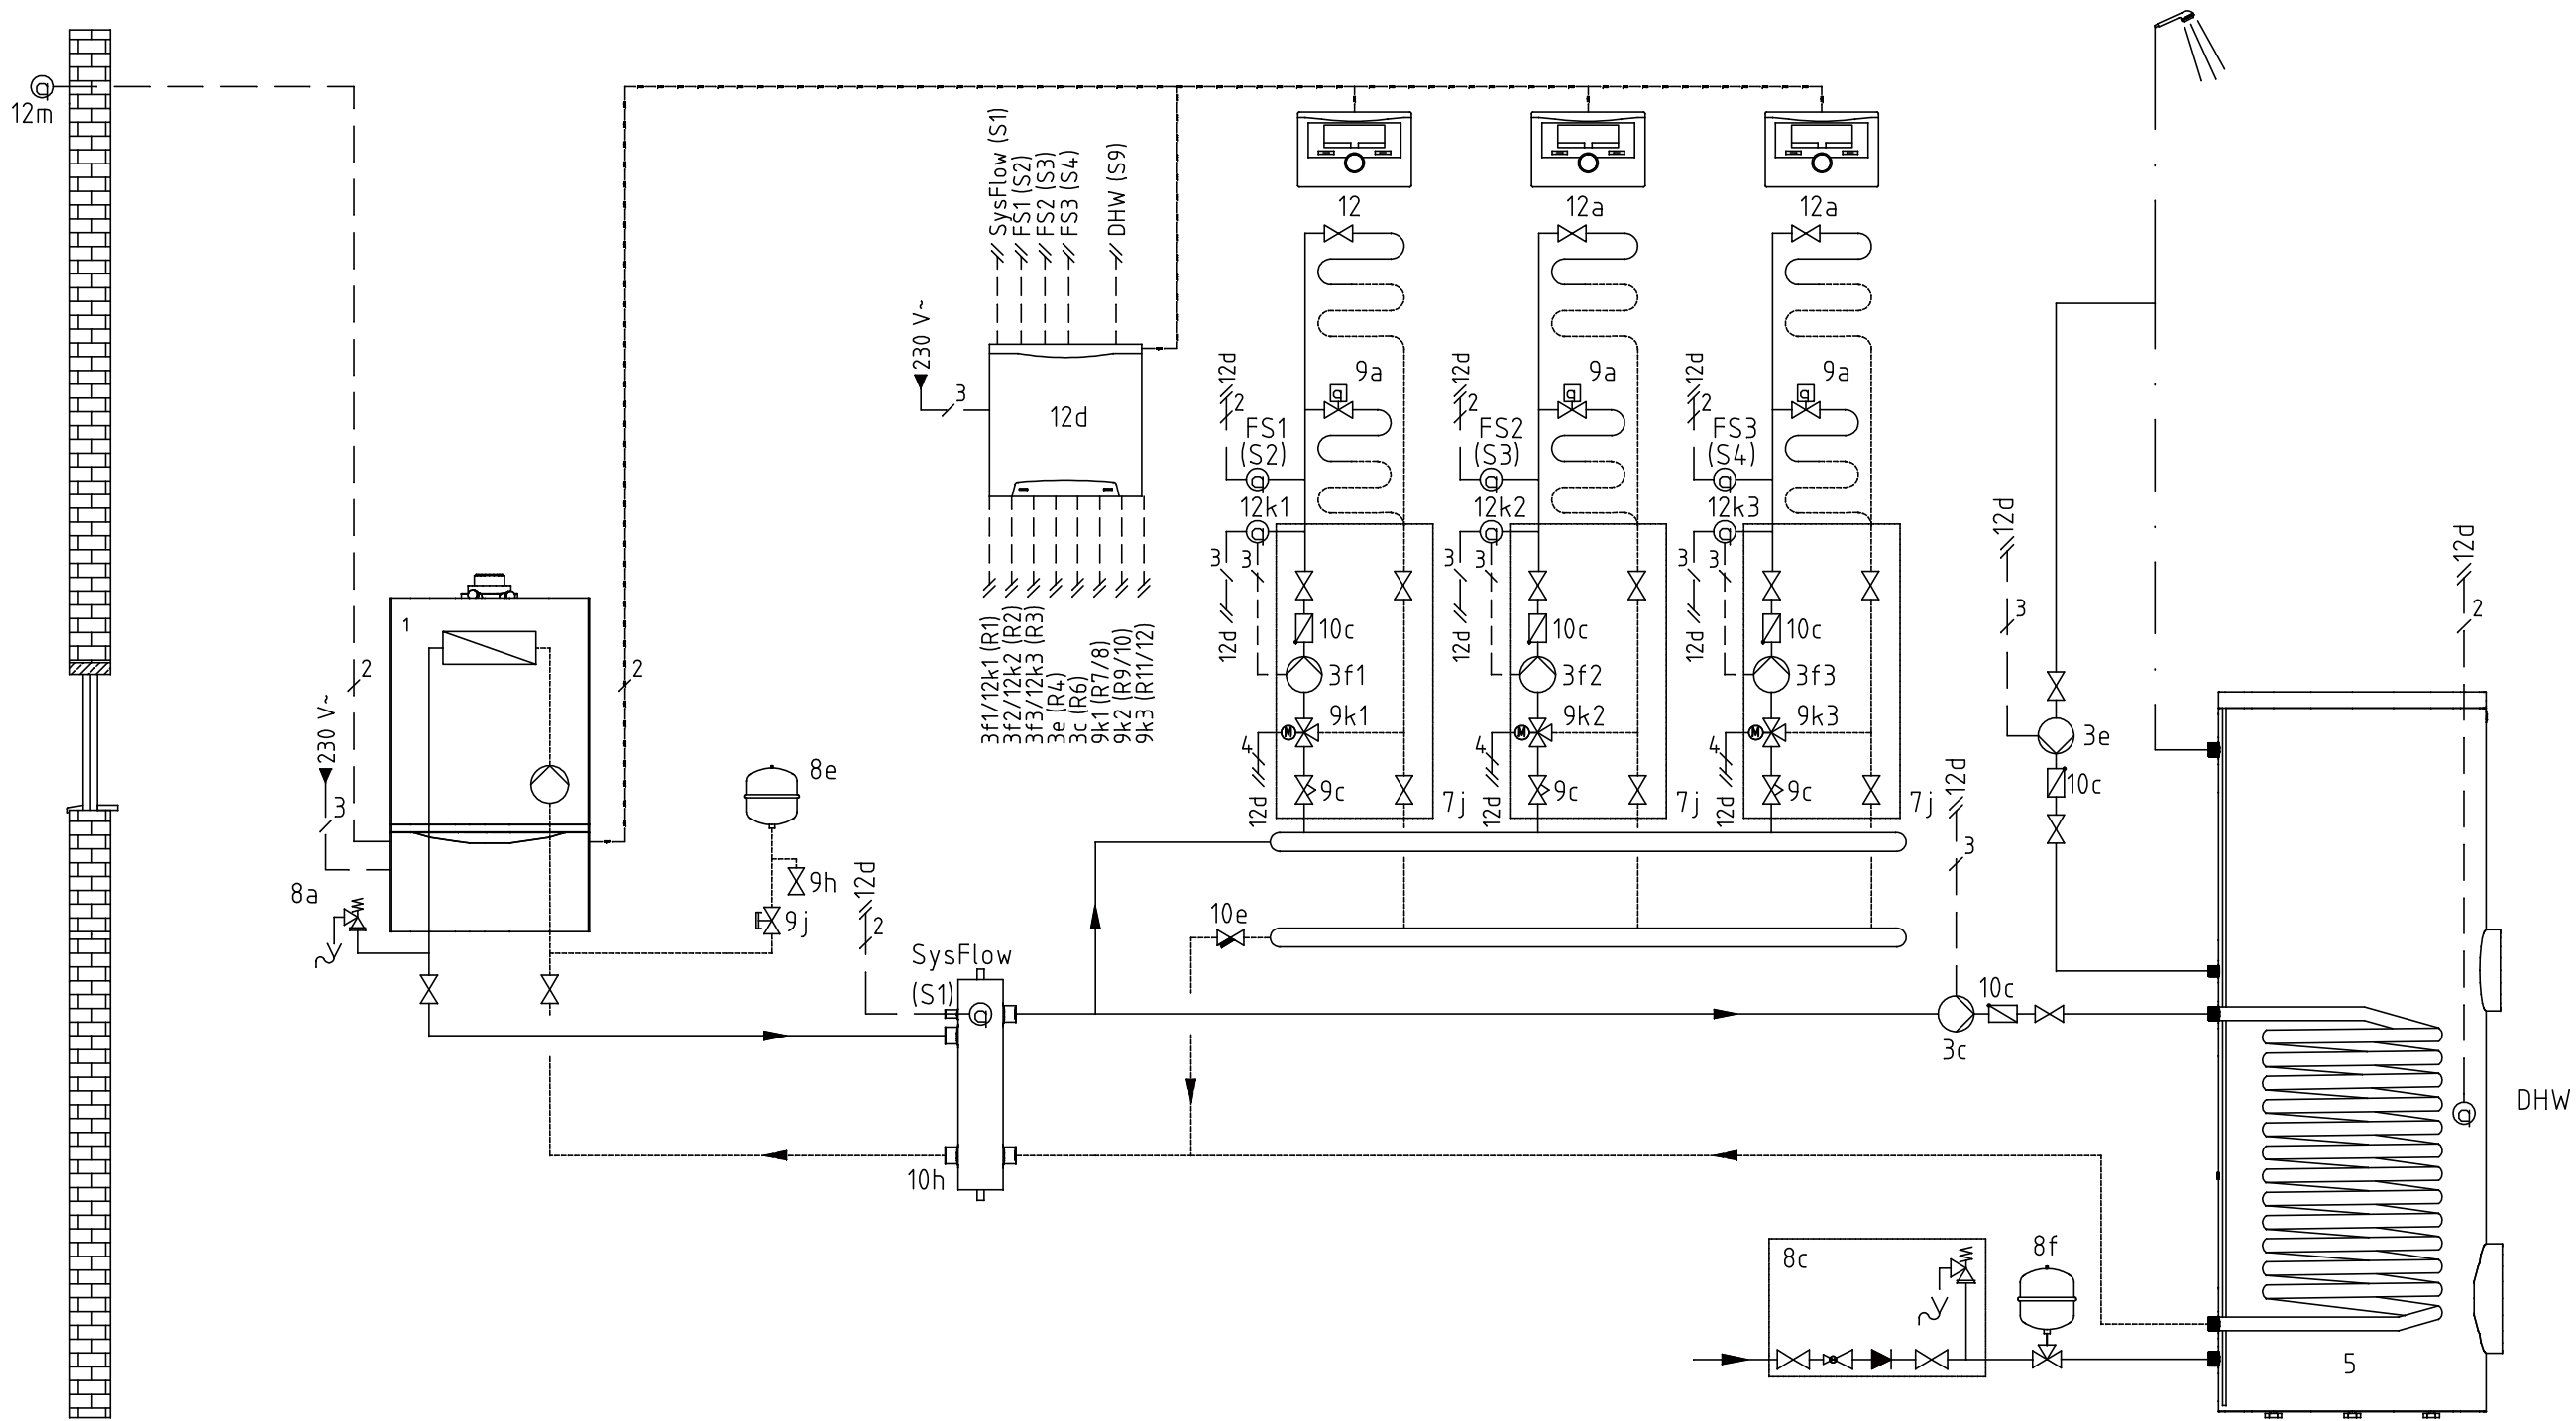 12m
SysFlow (S1)
FS1 (S2)
FS2 (S3)
FS3 (S4)
DHW (S9)
12
12a
12a
230 V~
3
12d
12d
2
FS1
(S2)
12k1
9a
12d
2
FS2
(S3)
12k2
9a
12d
2
FS3
(S4)
12k3
9a
3f1/12k1 (R1)
3f2/12k2 (R2)
3f3/12k3 (R3)
3e (R4)
3c (R6)
9k1 (R7/8)
9k2 (R9/10)
9k3 (R11/12)
3
3
12d
10c
3f1
9k1
M
4
12d
9c
7j
3
3
12d
10c
3f2
9k2
M
4
12d
9c
7j
3
3
12d
10c
3f3
9k3
M
4
12d
9c
7j
12d
3
3e
10c
12d
2
1
2
2
230 V~
3
8a
8e
9h
9j
12d
2
SysFlow
(S1)
10h
10e
12d
3
10c
3c
DHW
8c
8f
5